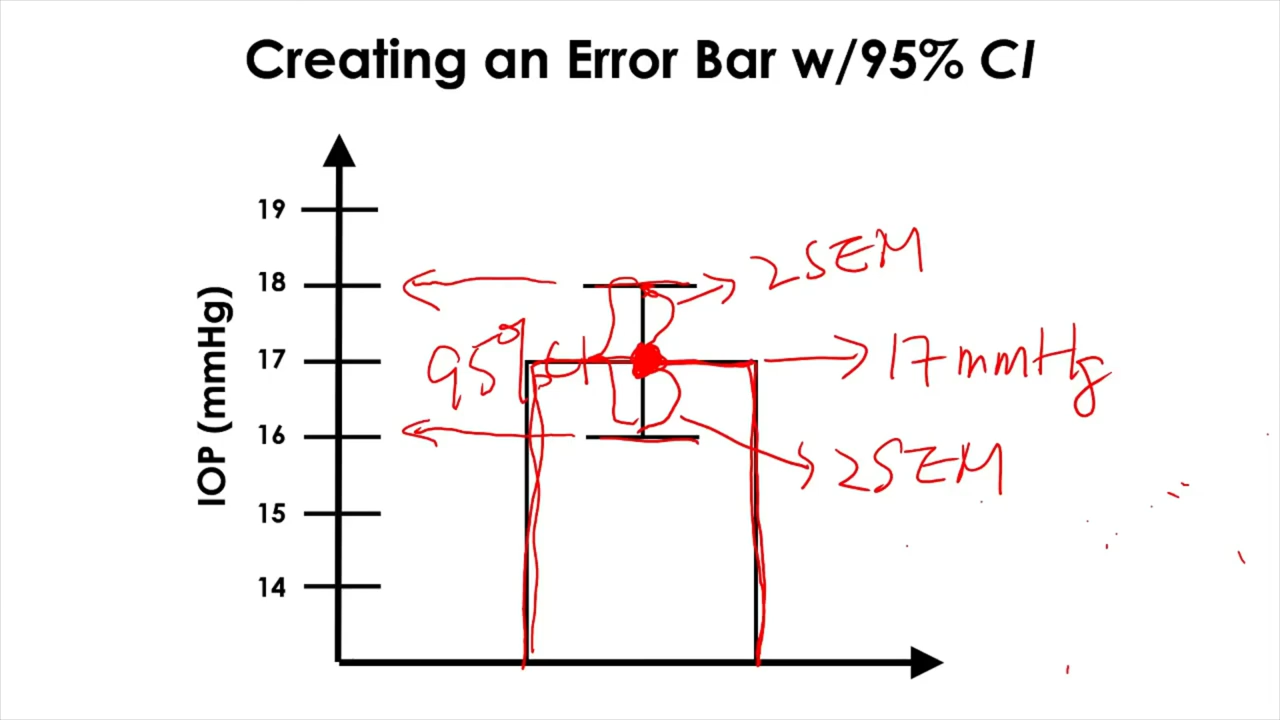 Creating an Error Bar w/95% CI
19
2SEM
18
IOP (mmHg)
17
95% CI
17mmHg
16
2SEM
15
14